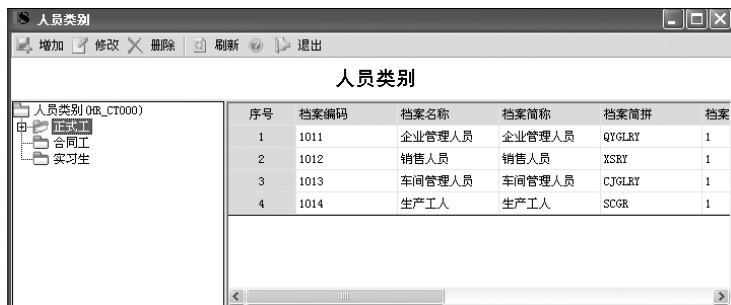 人员类别
增加 修改 删除 刷新 退出
人员类别
人员类别(HR_CT000)
正式工
合同工
实习生
序号 档案编码 档案名称 档案简称 档案简拼 档案
1 1011 企业管理人员 企业管理人员 QYGLRY 1
2 1012 销售人员 销售人员 XSRY 1
3 1013 车间管理人员 车间管理人员 CJGLRY 1
4 1014 生产工人 生产工人 SCGR 1